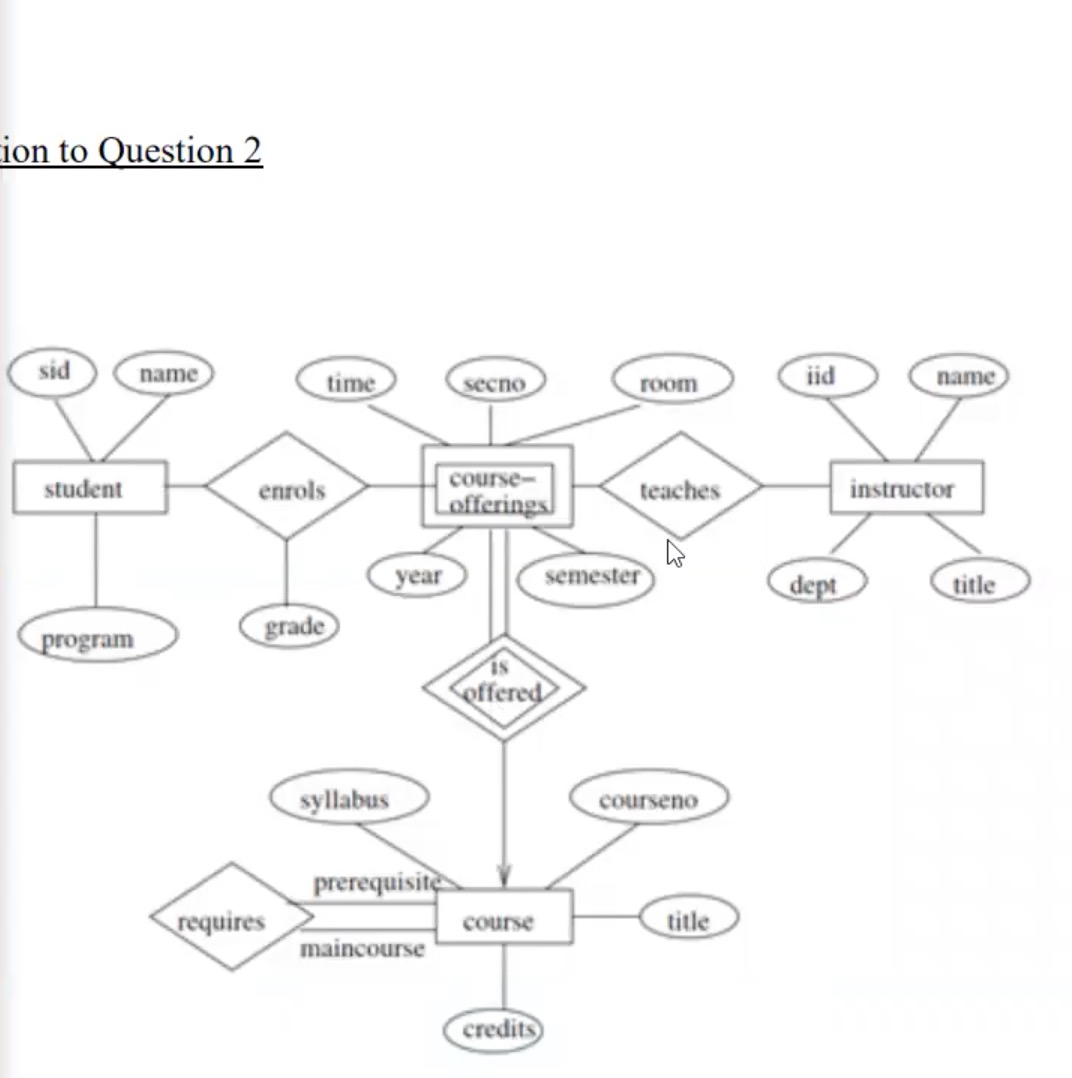 tion to Question 2
sid
name
time
secno
room
iid
name
student
enrols
course–
offerings
teaches
instructor
year
semester
dept
title
program
grade
is
offered
syllabus
courseno
prerequisite
requires
course
title
maincourse
credits